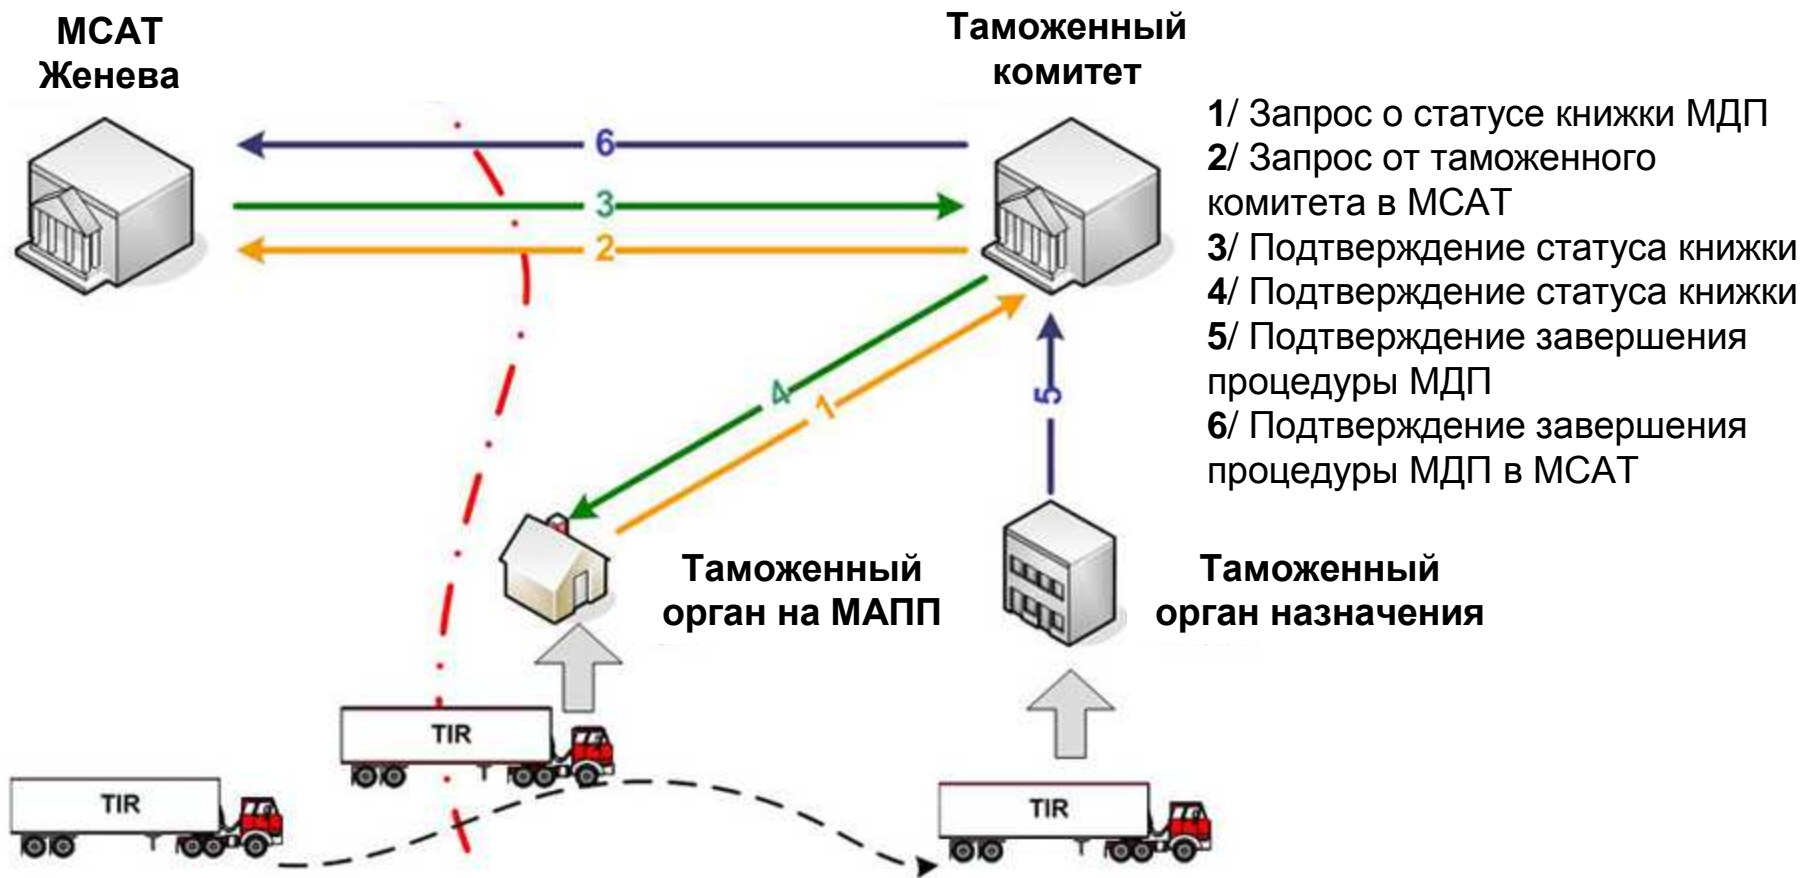 МСАТ
Женева
Таможенный
комитет
1/ Запрос о статусе книжки МДП
2/ Запрос от таможенного
комитета в МСАТ
3/ Подтверждение статуса книжки
4/ Подтверждение статуса книжки
5/ Подтверждение завершения
процедуры МДП
6/ Подтверждение завершения
процедуры МДП в МСАТ
6
3
2
4
1
5
Таможенный
орган на МАПП
Таможенный
орган назначения
TIR
TIR
TIR